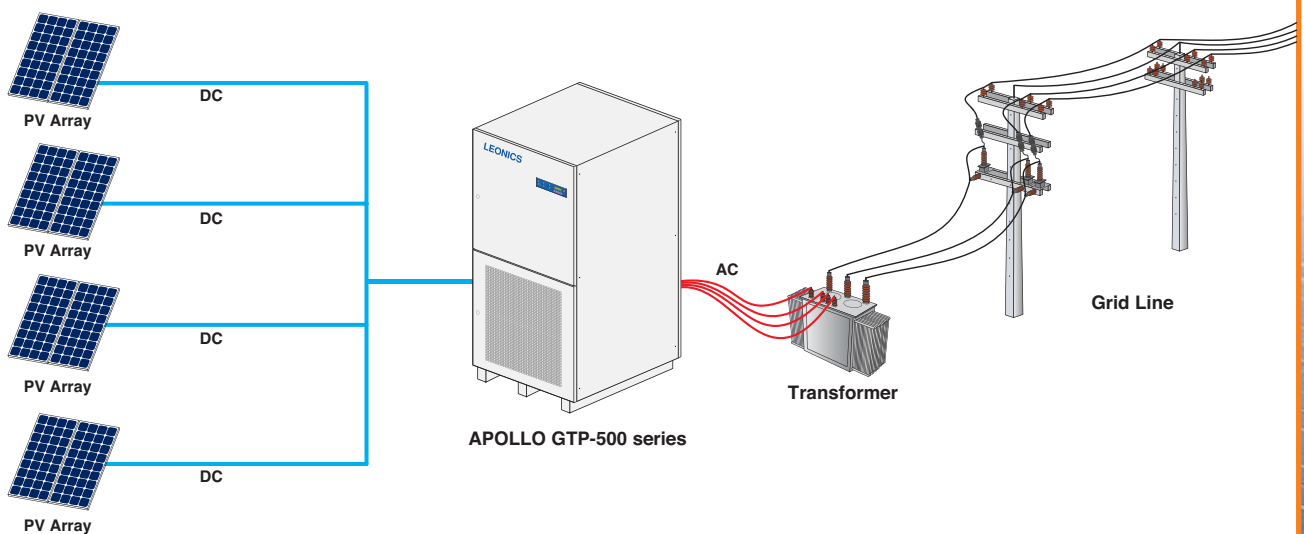 DC
PV Array
DC
PV Array
DC
PV Array
DC
PV Array
LEONICS
APOLLO GTP-500 series
AC
Transformer
Grid Line